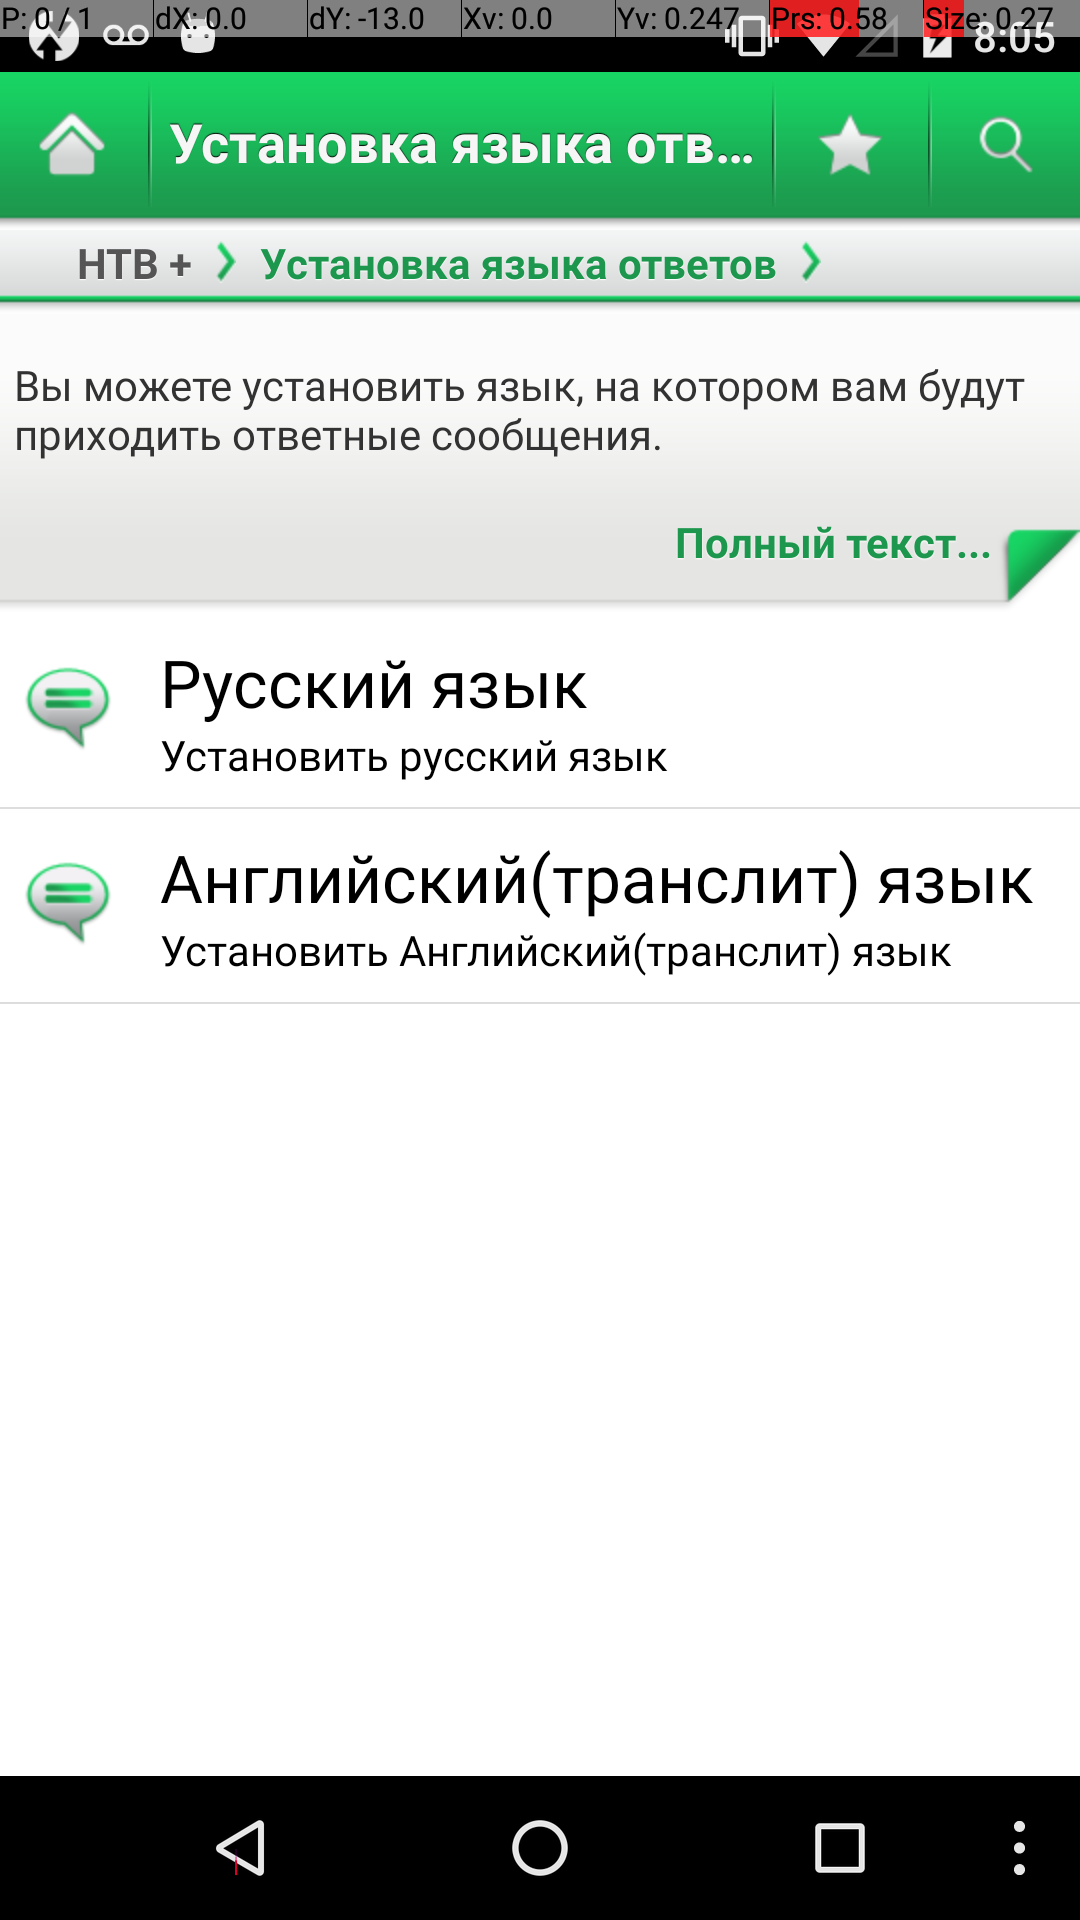 P: 0 / 1 dX: 0.0 dY: -13.0 Xv: 0.0 Yv: 0.247 Prs: 0.58 Size: 0.27
8:05
Установка языка отв...
НТВ + Установка языка ответов
Вы можете установить язык, на котором вам будут
приходить ответные сообщения.
Полный текст...
Русский язык
Установить русский язык
Английский(транслит) язык
Установить Английский(транслит) язык